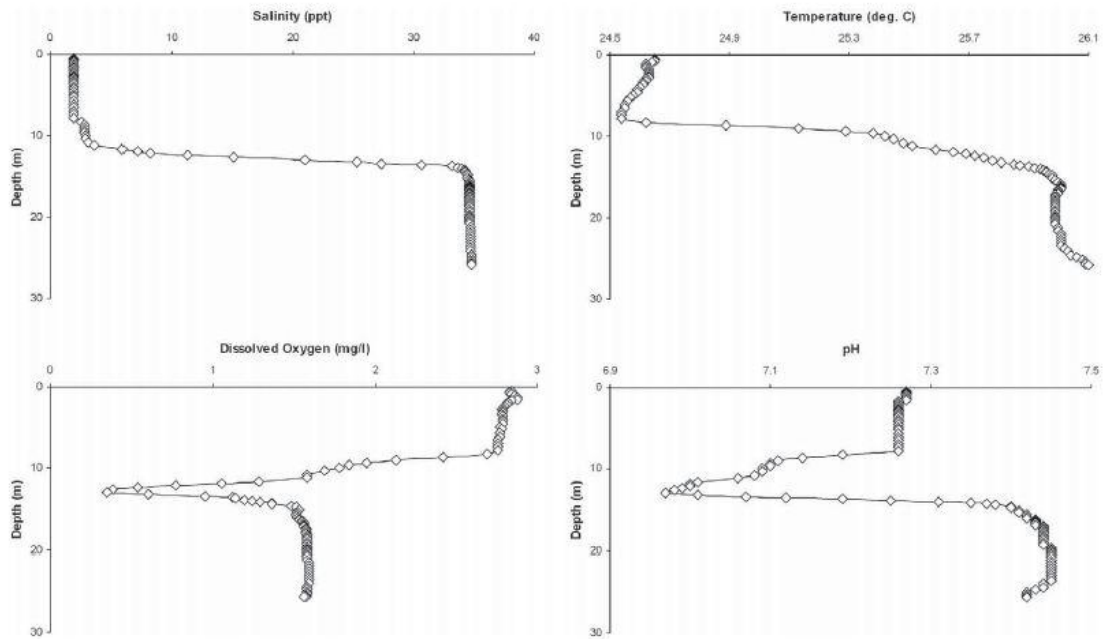 Salinity (ppt)
0 10 20 30 40
0
10
20
30
Depth (m)
Temperature (deg. C)
24.5 24.9 25.3 25.7 26.1
0
10
20
30
Depth (m)
Dissolved Oxygen (mg/l)
0 1 2 3
0
10
20
30
Depth (m)
pH
6.9 7.1 7.3 7.5
0
10
20
30
Depth (m)